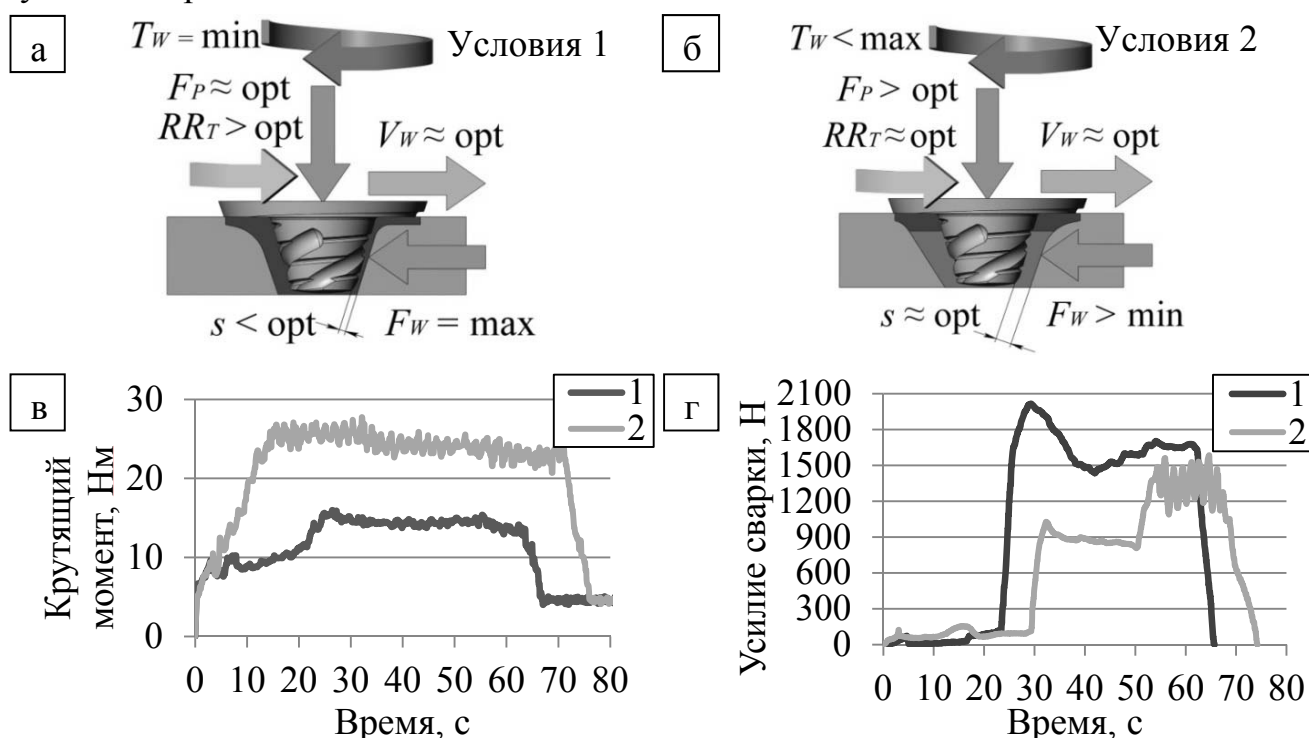 а
T_W = min
Условия 1
F_P ≈ opt
RR_T > opt
V_W ≈ opt
s < opt
F_W = max
б
T_W < max
Условия 2
F_P > opt
RR_T ≈ opt
V_W ≈ opt
s ≈ opt
F_W > min
в
Крутящий
момент, Нм
30
20
10
0
0 10 20 30 40 50 60 70 80
Время, с
1
2
г
Усилие сварки, Н
2100
1800
1500
1200
900
600
300
0
0 10 20 30 40 50 60 70 80
Время, с
1
2